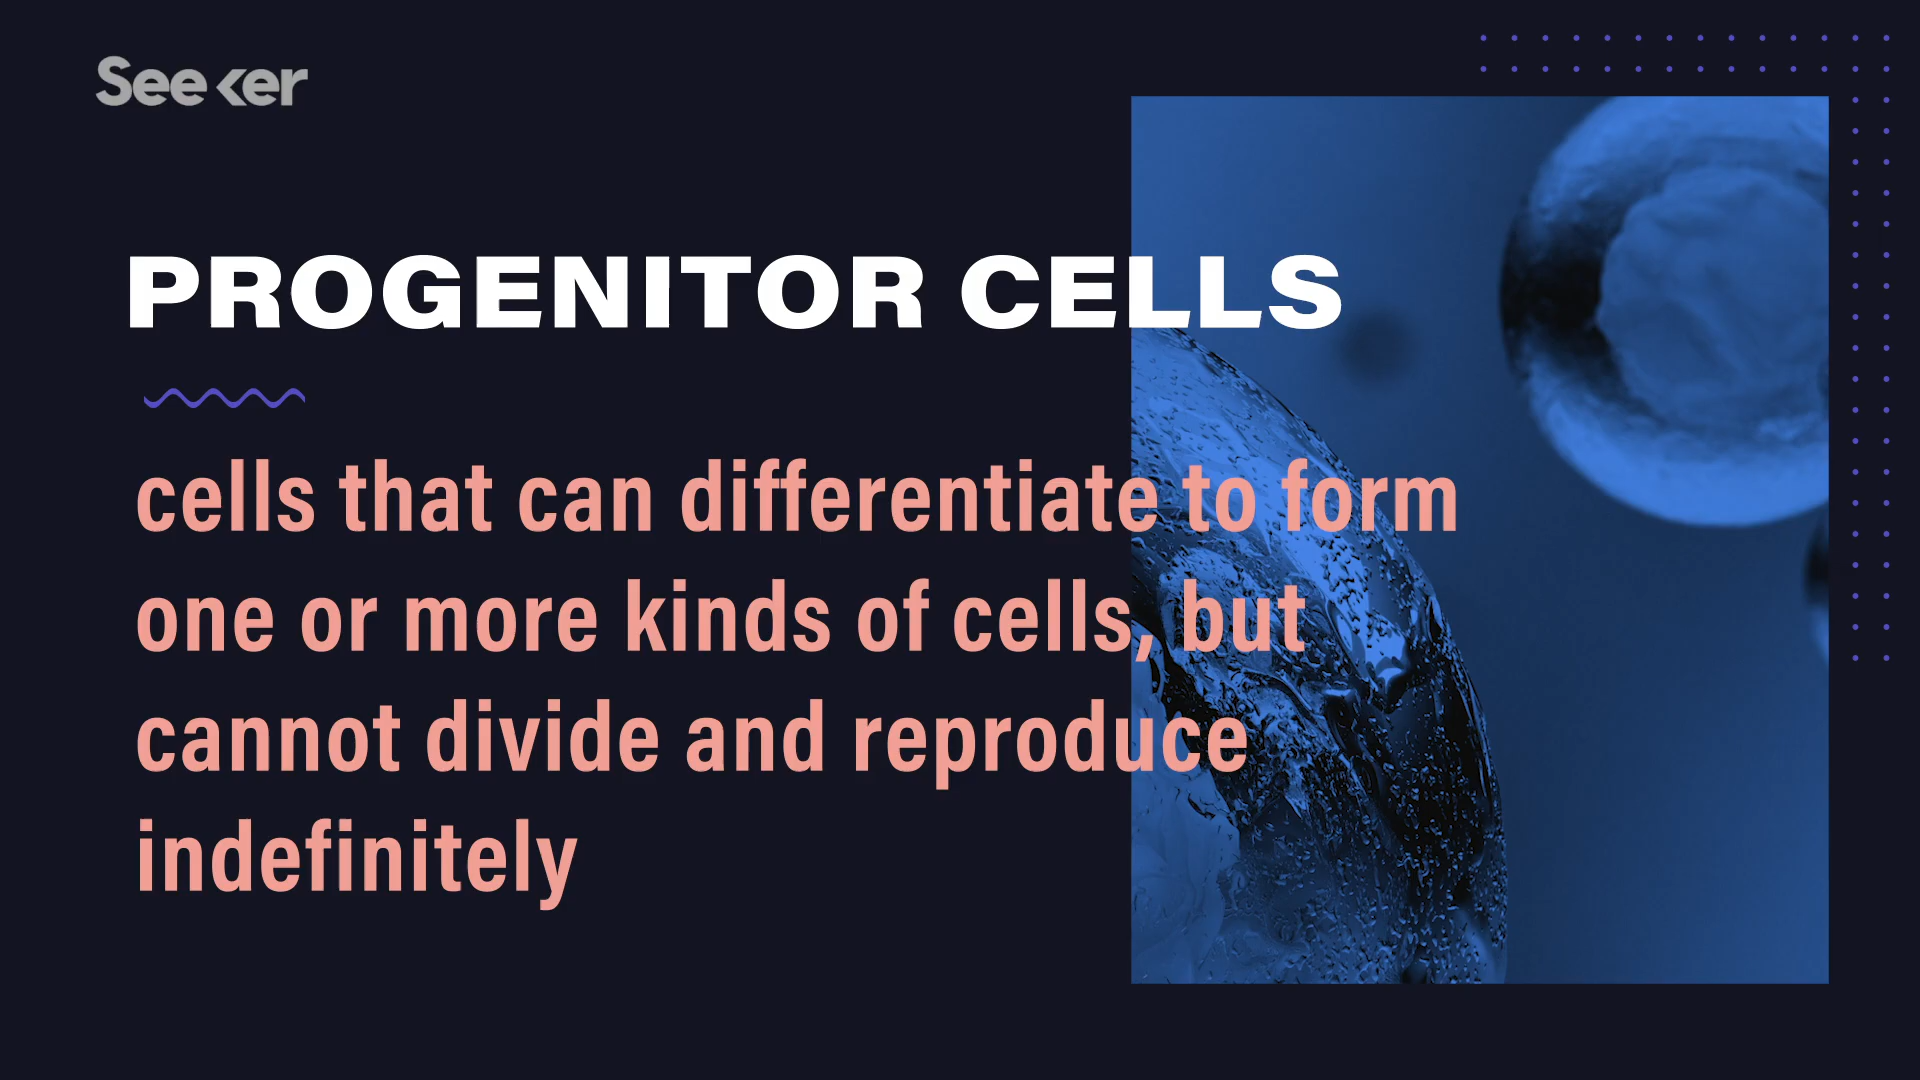 Seeker
PROGENITOR CELLS
cells that can differentiate to form
one or more kinds of cells, but
cannot divide and reproduce
indefinitely